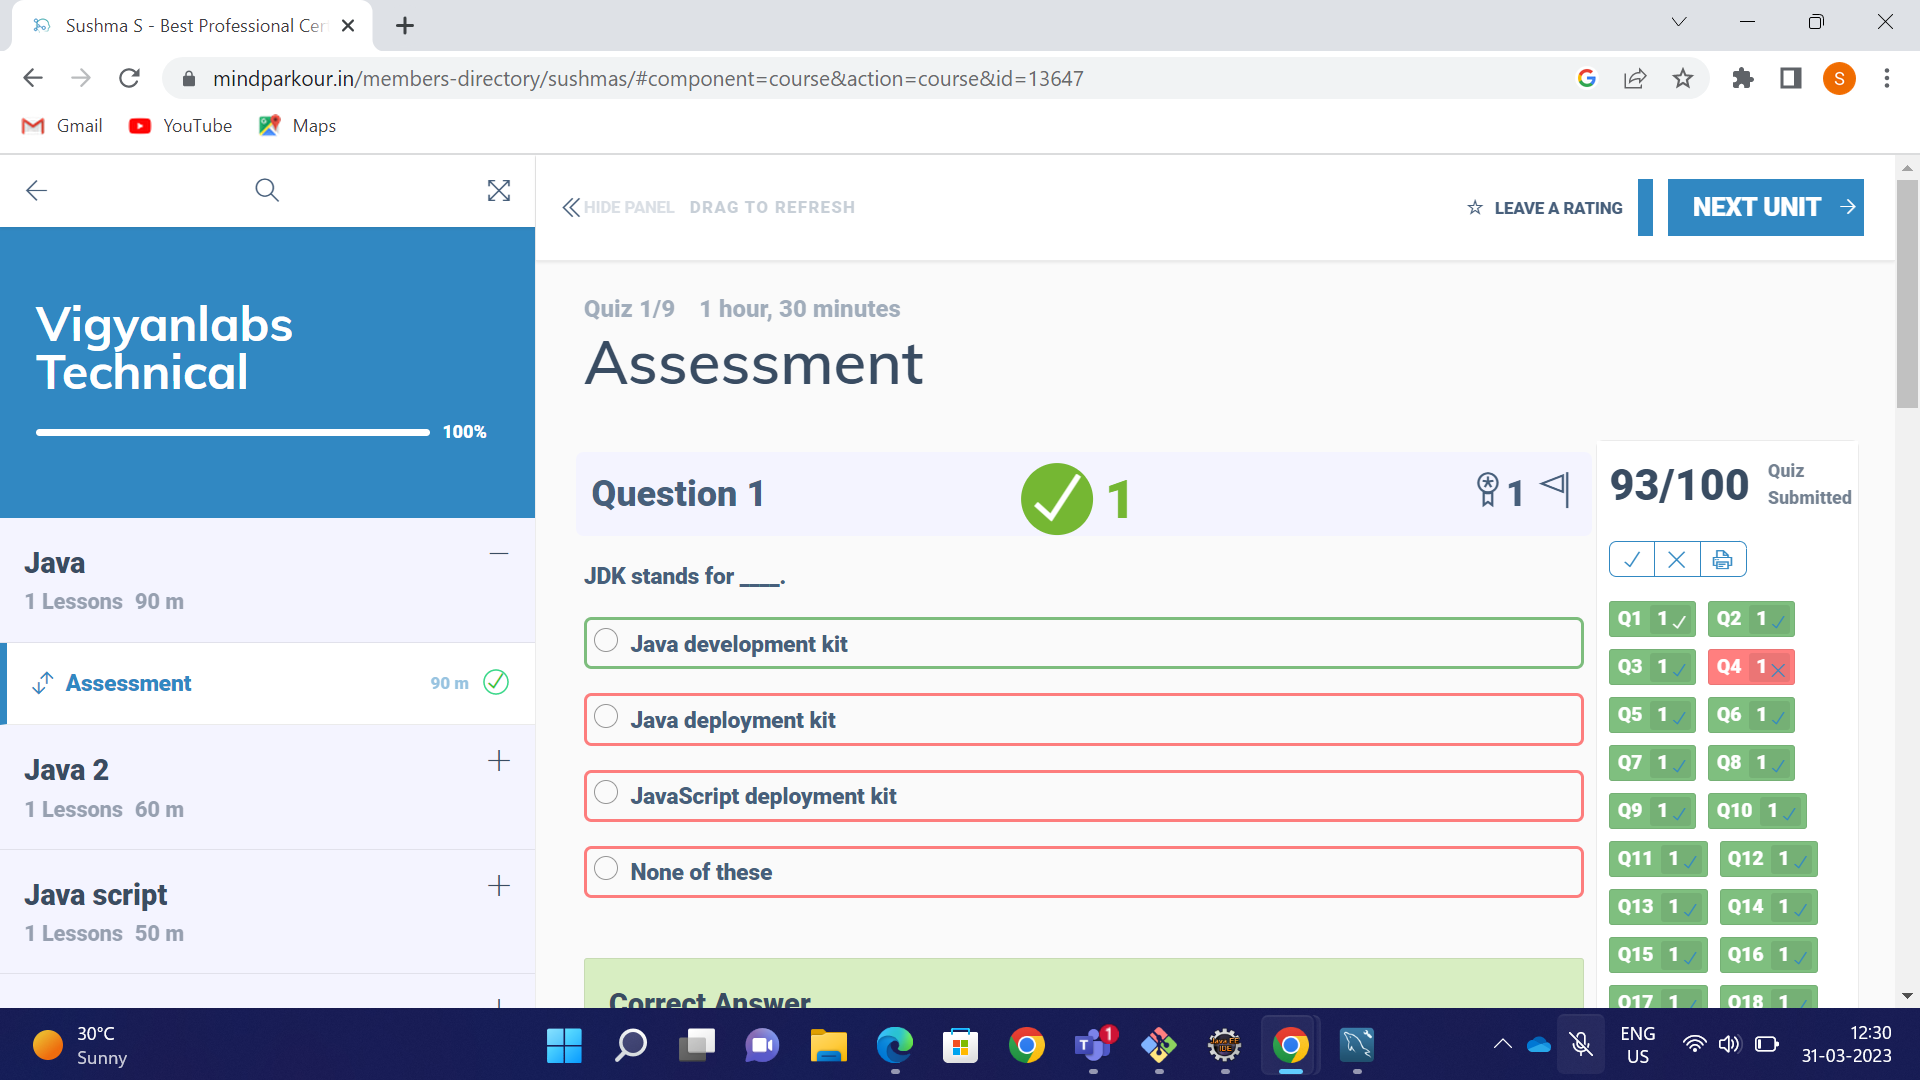 Sushma S - Best Professional Cer
mindparkour.in/members-directory/sushmas/#component=course&action=course&id=13647
S
Gmail
YouTube
Maps
HIDE PANEL
DRAG TO REFRESH
LEAVE A RATING
NEXT UNIT
Vigyanlabs
Technical
100%
Java
1 Lessons 90 m
Assessment
90 m
Java 2
1 Lessons 60 m
Java script
1 Lessons 50 m
Quiz 1/9 1 hour, 30 minutes
Assessment
Question 1
1
1
JDK stands for ____.
Java development kit
Java deployment kit
JavaScript deployment kit
None of these
Correct Answer
93/100
Quiz
Submitted
Q1 1
Q2 1
Q3 1
Q4 1
Q5 1
Q6 1
Q7 1
Q8 1
Q9 1
Q10 1
Q11 1
Q12 1
Q13 1
Q14 1
Q15 1
Q16 1
Q17 1
Q18 1
30°C
Sunny
1
ENG
US
12:30
31-03-2023